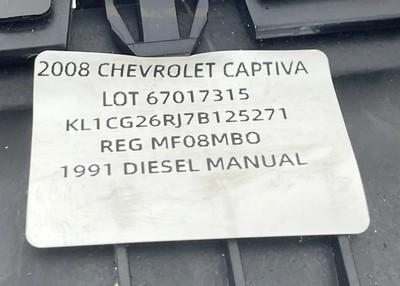 2008 CHEVROLET CAPTIVA
LOT 67017315
KL1CG26RJ7B125271
REG MF08MBO
1991 DIESEL MANUAL